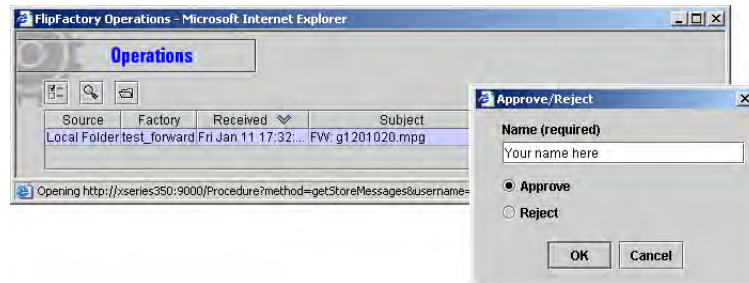 FlipFactory Operations - Microsoft Internet Explorer
Operations
Source Factory Received Subject
Local Folder test_forward Fri Jan 11 17:32:... FW: g1201020.mpg
Opening http://xseries350:9000/Procedure?method=getStoreMessages&username=
Approve/Reject
Name (required)
Your name here
Approve
Reject
OK Cancel